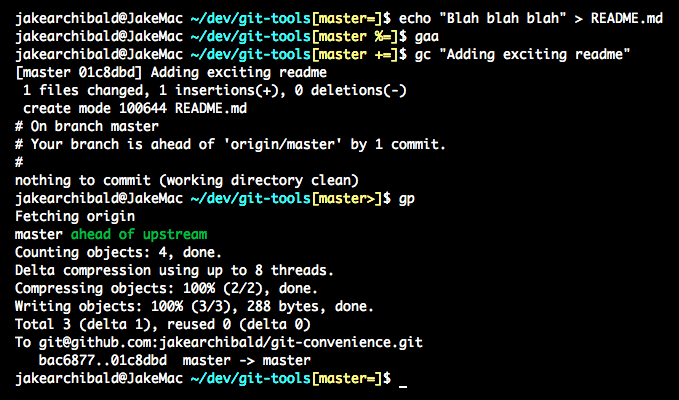 jakearchibald@JakeMac ~/dev/git-tools[master=]$ echo "Blah blah blah" > README.md
jakearchibald@JakeMac ~/dev/git-tools[master %=]$ gaa
jakearchibald@JakeMac ~/dev/git-tools[master +=]$ gc "Adding exciting readme"
[master 01c8dbd] Adding exciting readme
 1 files changed, 1 insertions(+), 0 deletions(-)
 create mode 100644 README.md
# On branch master
# Your branch is ahead of 'origin/master' by 1 commit.
#
nothing to commit (working directory clean)
jakearchibald@JakeMac ~/dev/git-tools[master>]$ gp
Fetching origin
master ahead of upstream
Counting objects: 4, done.
Delta compression using up to 8 threads.
Compressing objects: 100% (2/2), done.
Writing objects: 100% (3/3), 288 bytes, done.
Total 3 (delta 1), reused 0 (delta 0)
To git@github.com:jakearchibald/git-convenience.git
   bac6877..01c8dbd  master -> master
jakearchibald@JakeMac ~/dev/git-tools[master=]$ _